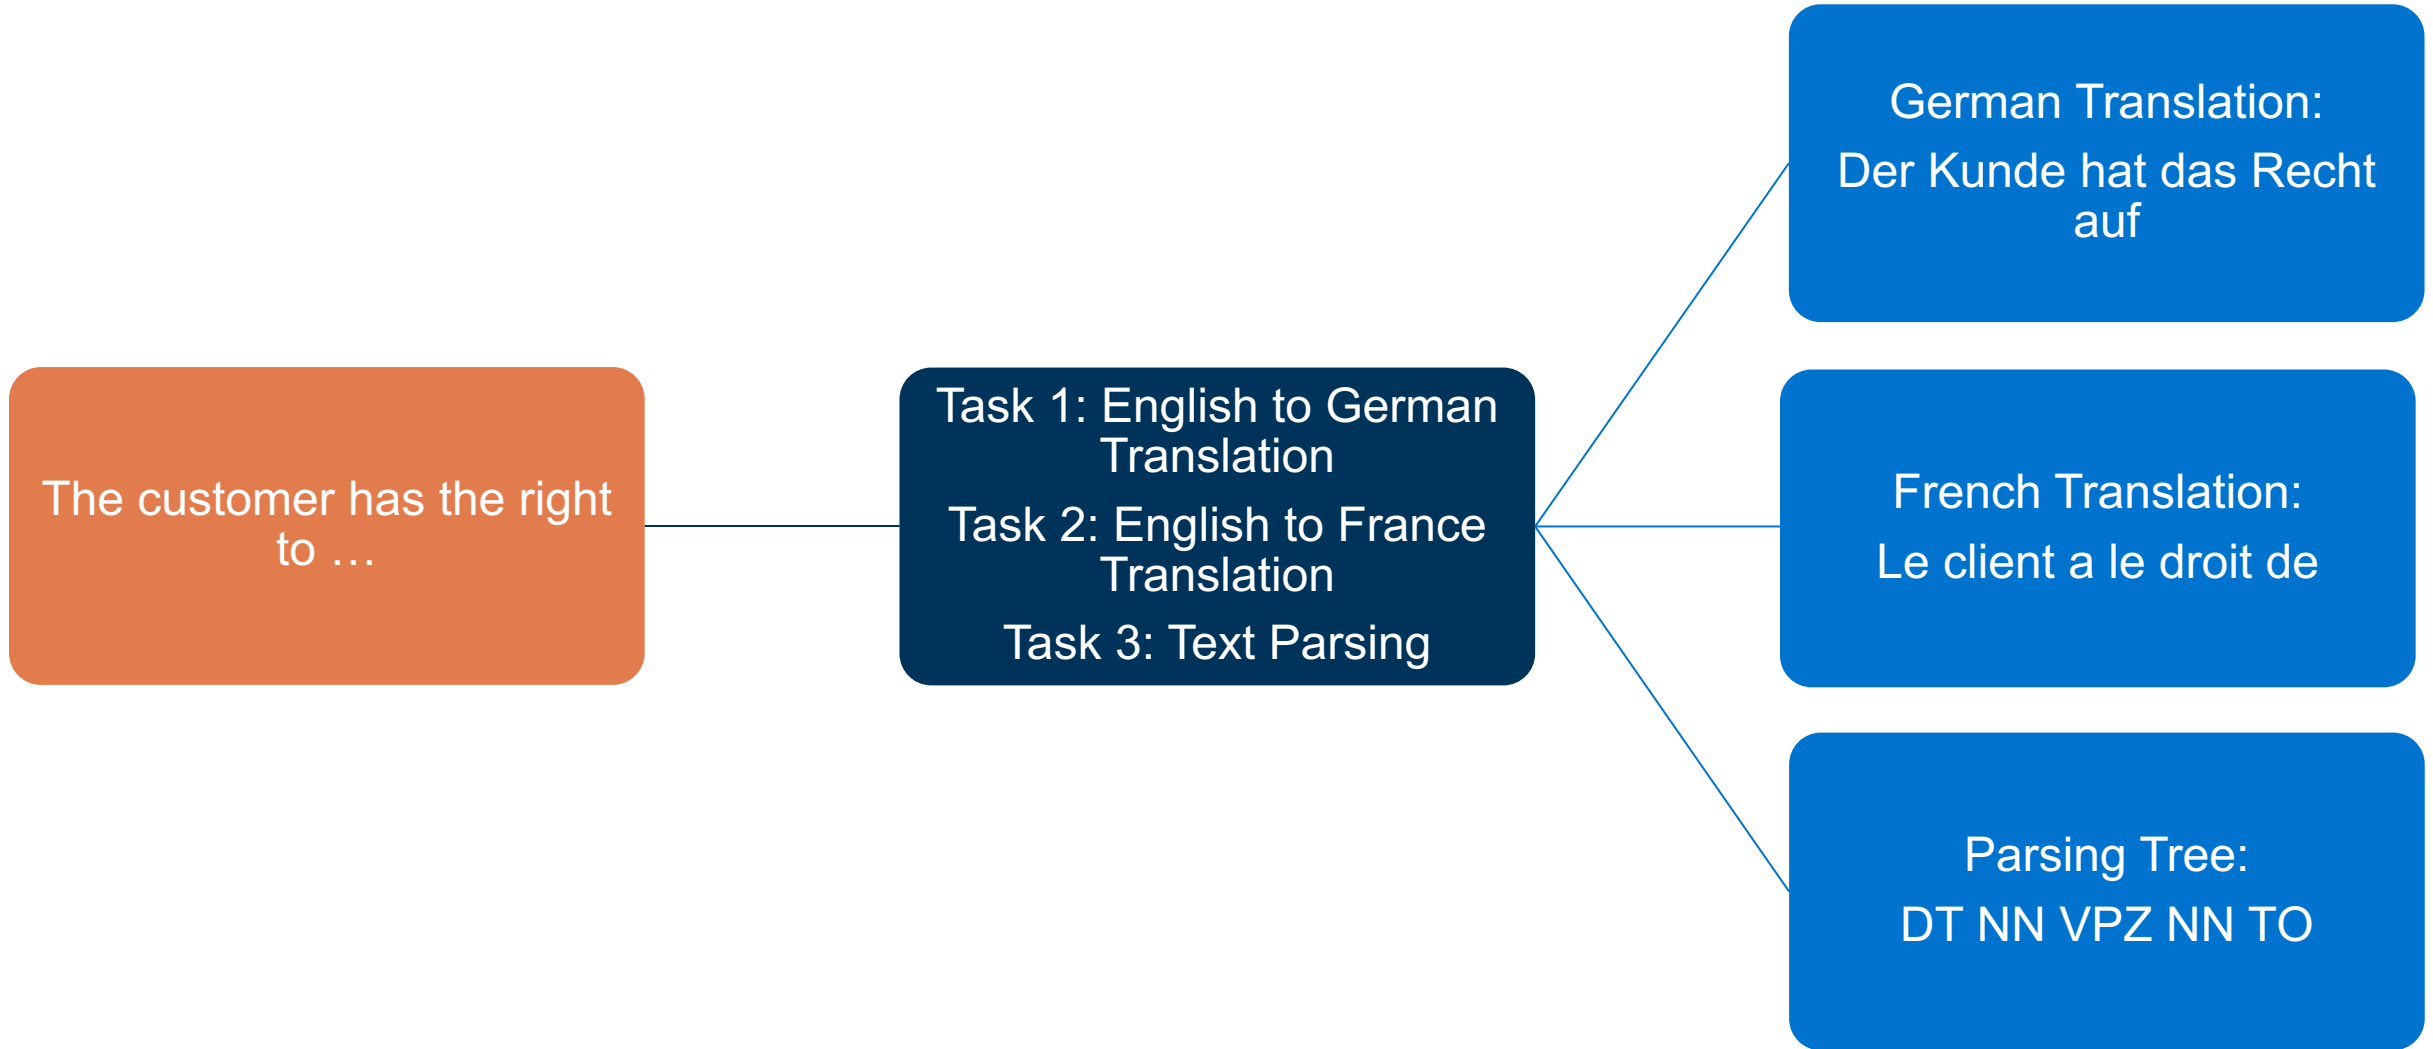 The customer has the right
to …
Task 1: English to German
Translation
Task 2: English to France
Translation
Task 3: Text Parsing
German Translation:
Der Kunde hat das Recht
auf
French Translation:
Le client a le droit de
Parsing Tree:
DT NN VPZ NN TO